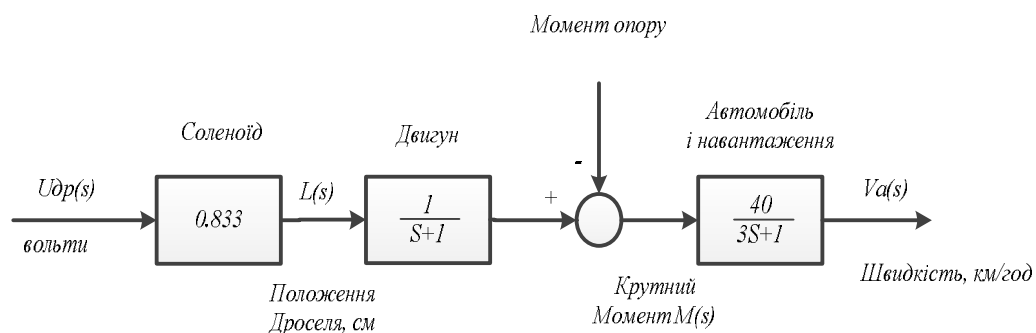 Момент опору
Автомобіль
і навантаження
Соленоїд
Двигун
-
Uдр(s)
L(s)
+
Va(s)
0.833
1
S+1
40
3S+1
вольти
Швидкість, км/год
Положення
Дроселя, см
Крутний
Момент M(s)